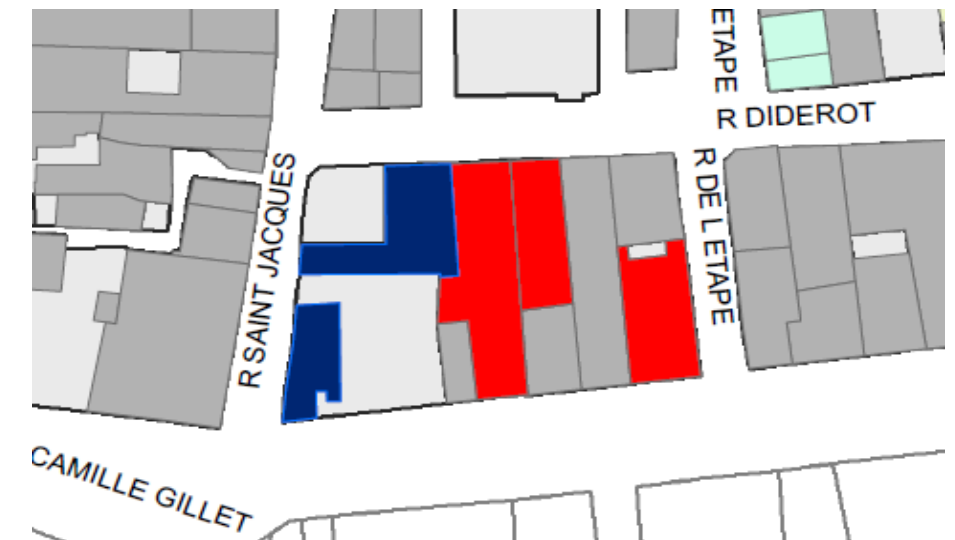 ETAPE
R DIDEROT
R SAINT JACQUES
R DE L ETAPE
CAMILLE GILLET